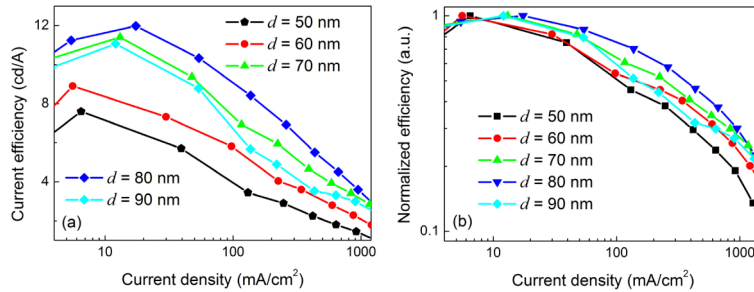 12
8
4
10
100
1000
Current efficiency (cd/A)
Current density (mA/cm²)
d = 50 nm
d = 60 nm
d = 70 nm
d = 80 nm
d = 90 nm
(a)
1
0.1
10
100
1000
Normalized efficiency (a.u.)
Current density (mA/cm²)
d = 50 nm
d = 60 nm
d = 70 nm
d = 80 nm
d = 90 nm
(b)